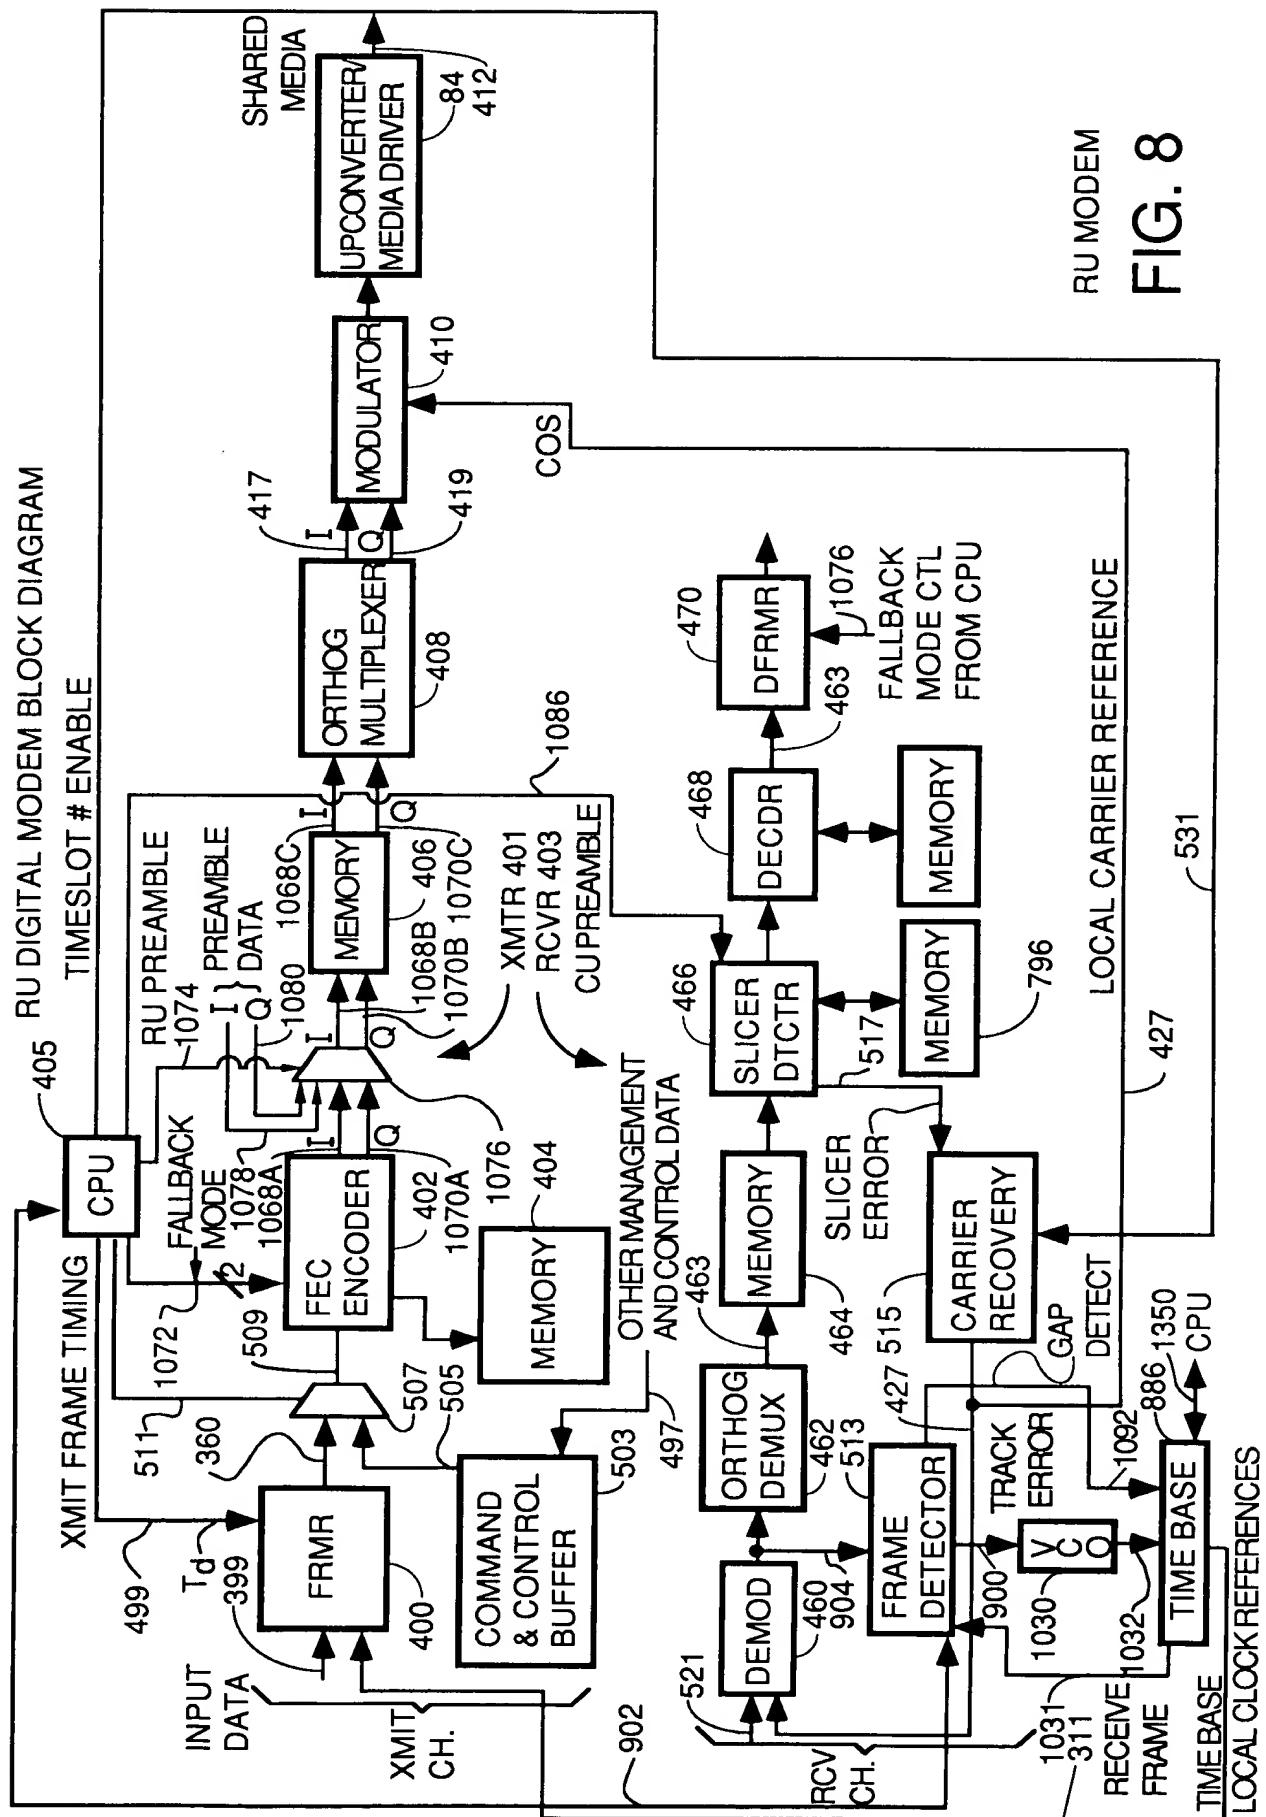 RU DIGITAL MODEM BLOCK DIAGRAM
TIMESLOT # ENABLE
405
CPU
XMIT FRAME TIMING
RU PREAMBLE
1074
I
Q
PREAMBLE
DATA
1080
1078
FALLBACK
MODE
1072
2
511
499
Td
INPUT
DATA
399
FRMR
400
360
509
507
505
FEC
ENCODER
402
1068A
1070A
I
Q
1076
MEMORY
404
COMMAND
& CONTROL
BUFFER
503
497
OTHER MANAGEMENT
AND CONTROL DATA
XMIT
CH.
902
I
Q
1068B
1070B
MEMORY
406
1068C
1070C
I
Q
ORTHOG
MULTIPLEXER
408
1086
I
Q
417
419
MODULATOR
410
COS
UPCONVERTER/
MEDIA DRIVER
84
412
SHARED
MEDIA
XMTR 401
RCVR 403
CU PREAMBLE
521
RCV
CH.
DEMOD
460
904
ORTHOG
DEMUX
462
463
MEMORY
464
SLICER
DTCTR
466
517
MEMORY
796
DECDR
468
MEMORY
463
DFRMR
470
1076
FALLBACK
MODE CTL
FROM CPU
SLICER
ERROR
CARRIER
RECOVERY
515
427
GAP
DETECT
FRAME
DETECTOR
513
TRACK
ERROR
900
VCO
1030
1032
1092
TIME BASE
886
1350
CPU
1031
311
RECEIVE
FRAME
TIME BASE
LOCAL CLOCK REFERENCES
LOCAL CARRIER REFERENCE
427
531
RU MODEM
FIG. 8